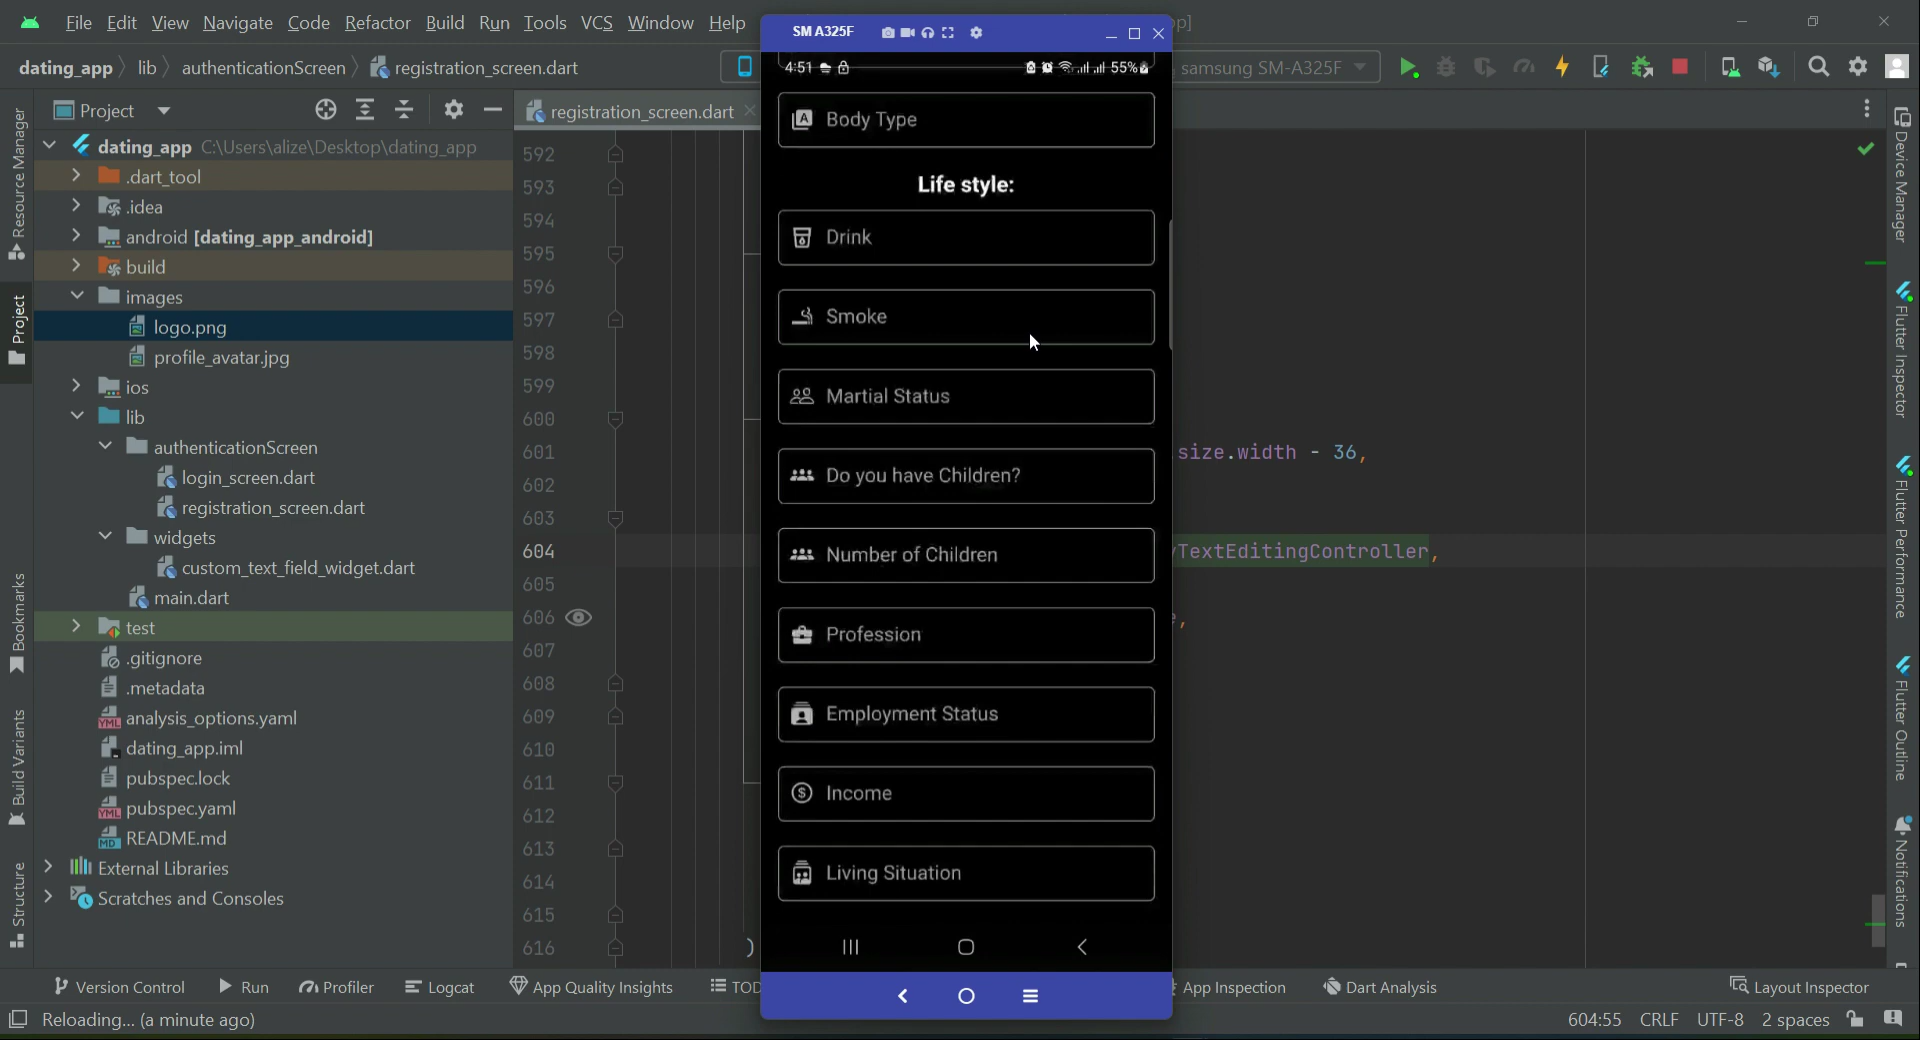 File Edit View Navigate Code Refactor Build Run Tools VCS Window Help
dating_app lib authenticationScreen registration_screen.dart
samsung SM-A325F
Project
registration_screen.dart
dating_app C:\Users\alize\Desktop\dating_app
.dart_tool
.idea
android [dating_app_android]
build
images
logo.png
profile_avatar.jpg
ios
lib
authenticationScreen
login_screen.dart
registration_screen.dart
widgets
custom_text_field_widget.dart
main.dart
test
.gitignore
.metadata
analysis_options.yaml
dating_app.iml
pubspec.lock
pubspec.yaml
README.md
External Libraries
Scratches and Consoles
Resource Manager
Project
Bookmarks
Build Variants
Structure
592
593
594
595
596
597
598
599
600
601
602
603
604
605
606
607
608
609
610
611
612
613
614
615
616
)
.size.width - 36,
TextEditingController,
,
SM A325F
4:51 55%
Body Type
Life style:
Drink
Smoke
Martial Status
Do you have Children?
Number of Children
Profession
Employment Status
Income
Living Situation
Device Manager
Flutter Inspector
Flutter Performance
Flutter Outline
Notifications
Version Control Run Profiler Logcat App Quality Insights TOD App Inspection Dart Analysis Layout Inspector
Reloading... (a minute ago)
604:55 CRLF UTF-8 2 spaces